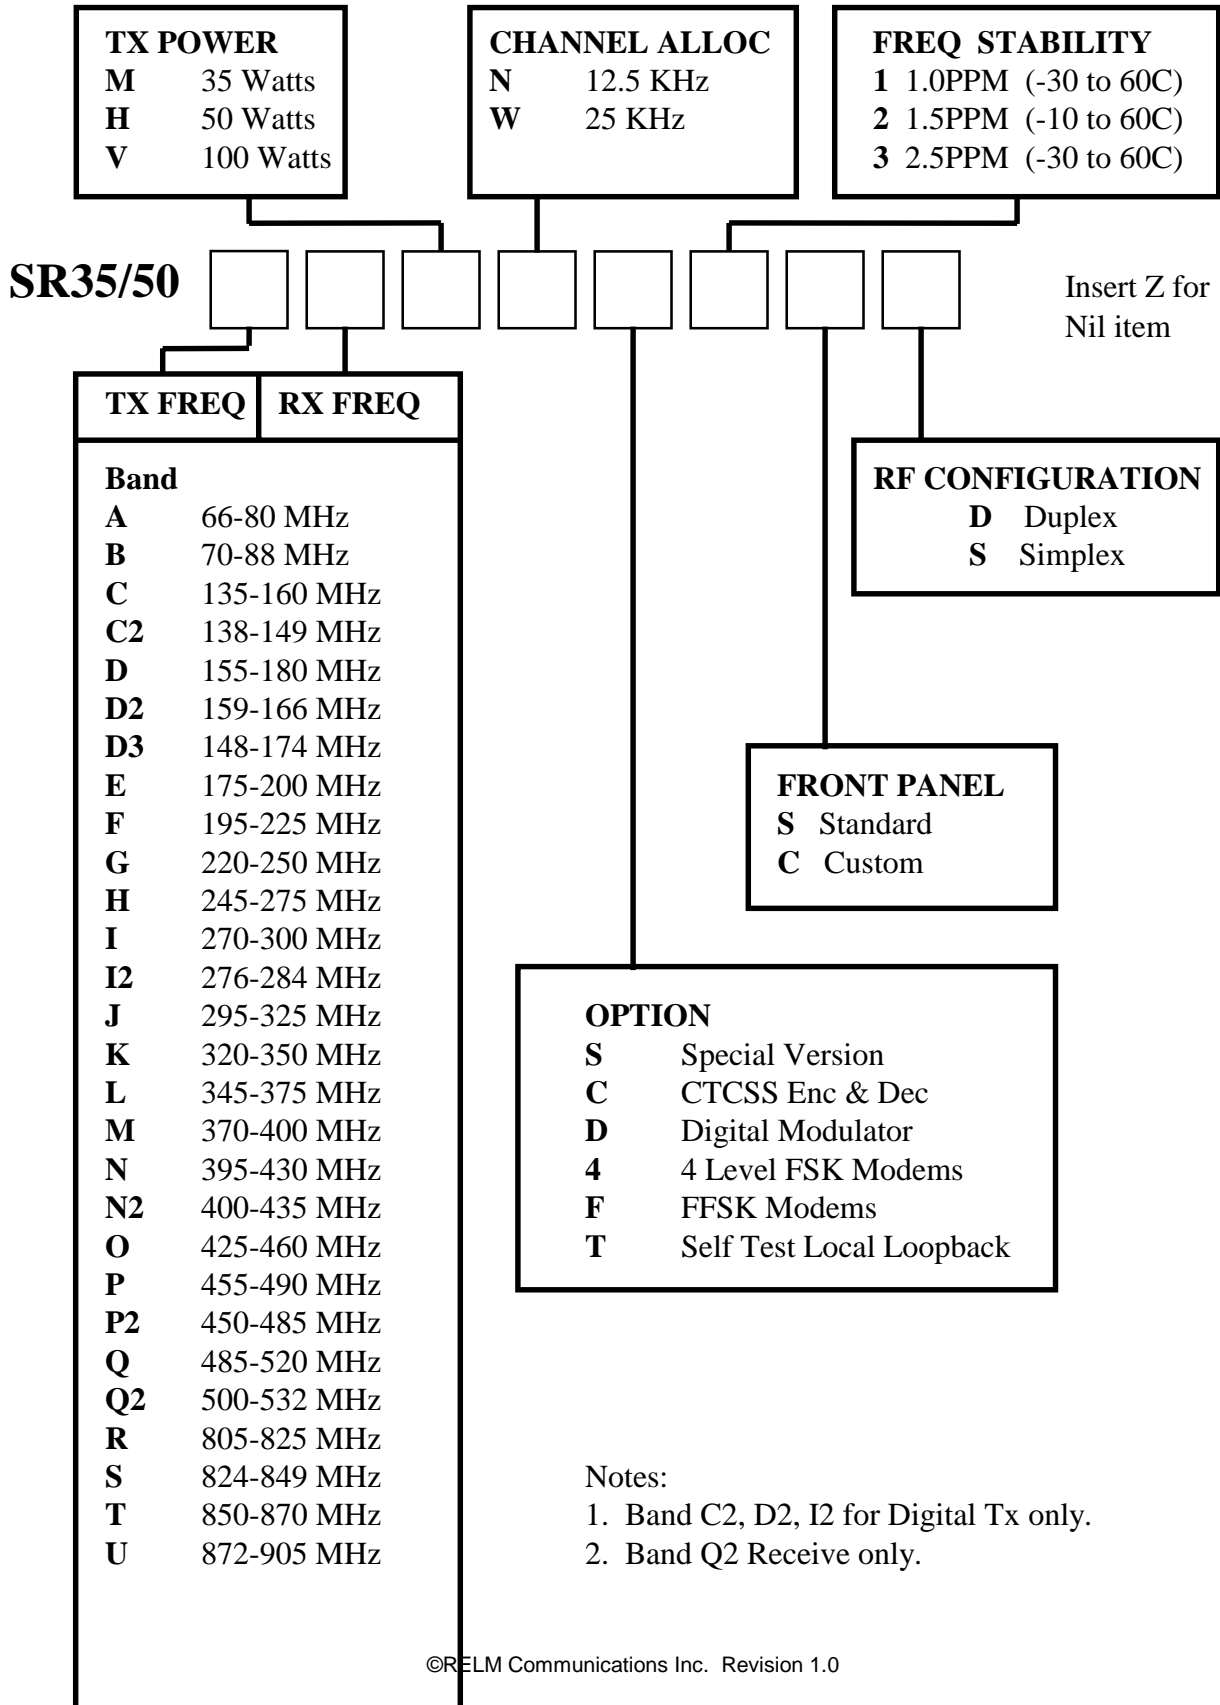 TX POWER
M 35 Watts
H 50 Watts
V 100 Watts
CHANNEL ALLOC
N 12.5 KHz
W 25 KHz
FREQ STABILITY
1 1.0PPM (-30 to 60C)
2 1.5PPM (-10 to 60C)
3 2.5PPM (-30 to 60C)
SR35/50
Insert Z for
Nil item
TX FREQ RX FREQ
Band
A 66-80 MHz
B 70-88 MHz
C 135-160 MHz
C2 138-149 MHz
D 155-180 MHz
D2 159-166 MHz
D3 148-174 MHz
E 175-200 MHz
F 195-225 MHz
G 220-250 MHz
H 245-275 MHz
I 270-300 MHz
I2 276-284 MHz
J 295-325 MHz
K 320-350 MHz
L 345-375 MHz
M 370-400 MHz
N 395-430 MHz
N2 400-435 MHz
O 425-460 MHz
P 455-490 MHz
P2 450-485 MHz
Q 485-520 MHz
Q2 500-532 MHz
R 805-825 MHz
S 824-849 MHz
T 850-870 MHz
U 872-905 MHz
RF CONFIGURATION
D Duplex
S Simplex
FRONT PANEL
S Standard
C Custom
OPTION
S Special Version
C CTCSS Enc & Dec
D Digital Modulator
4 4 Level FSK Modems
F FFSK Modems
T Self Test Local Loopback
Notes:
1. Band C2, D2, I2 for Digital Tx only.
2. Band Q2 Receive only.
©RELM Communications Inc. Revision 1.0